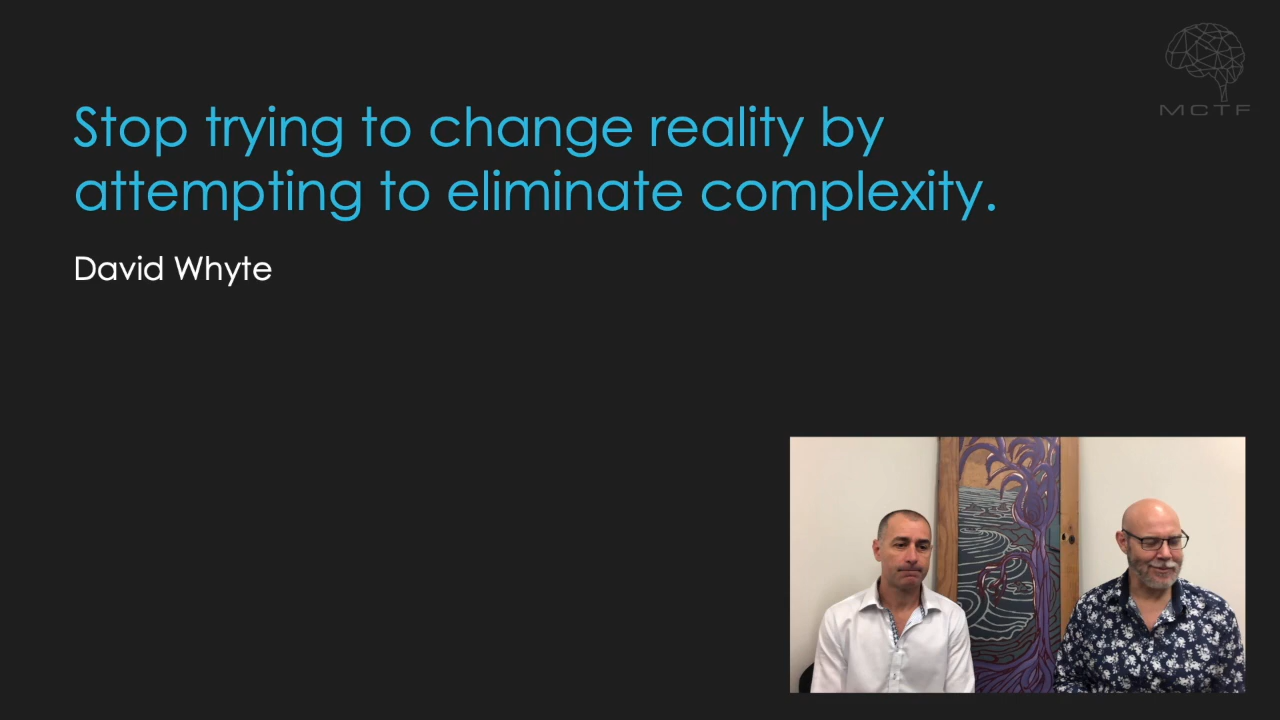 MCTF
Stop trying to change reality by
attempting to eliminate complexity.
David Whyte